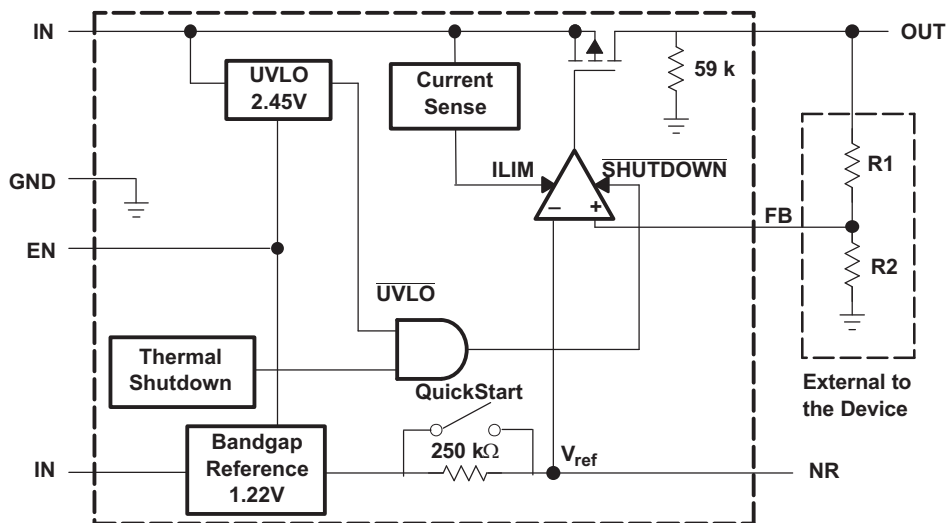 IN
OUT
UVLO
2.45V
Current
Sense
59 k
GND
ILIM
SHUTDOWN
R1
− +
FB
EN
R2
UVLO
Thermal
Shutdown
QuickStart
External to
the Device
IN
Bandgap
Reference
1.22V
250 kΩ
Vref
NR